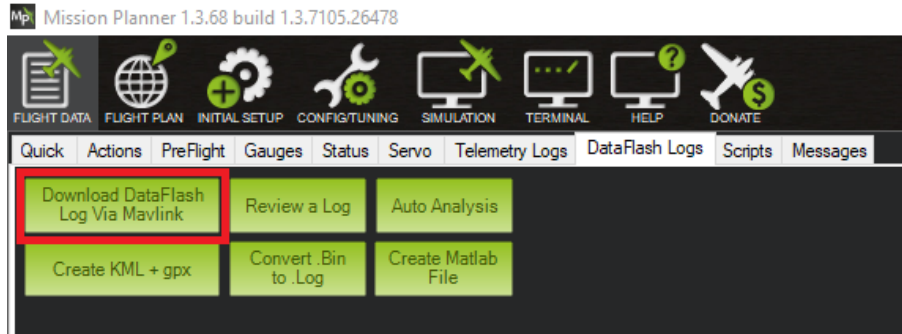 Mp Mission Planner 1.3.68 build 1.3.7105.26478
FLIGHT DATA FLIGHT PLAN INITIAL SETUP CONFIG/TUNING SIMULATION TERMINAL HELP DONATE
Quick Actions PreFlight Gauges Status Servo Telemetry Logs DataFlash Logs Scripts Messages
Download DataFlash
Log Via Mavlink
Review a Log
Auto Analysis
Create KML + gpx
Convert .Bin
to .Log
Create Matlab
File